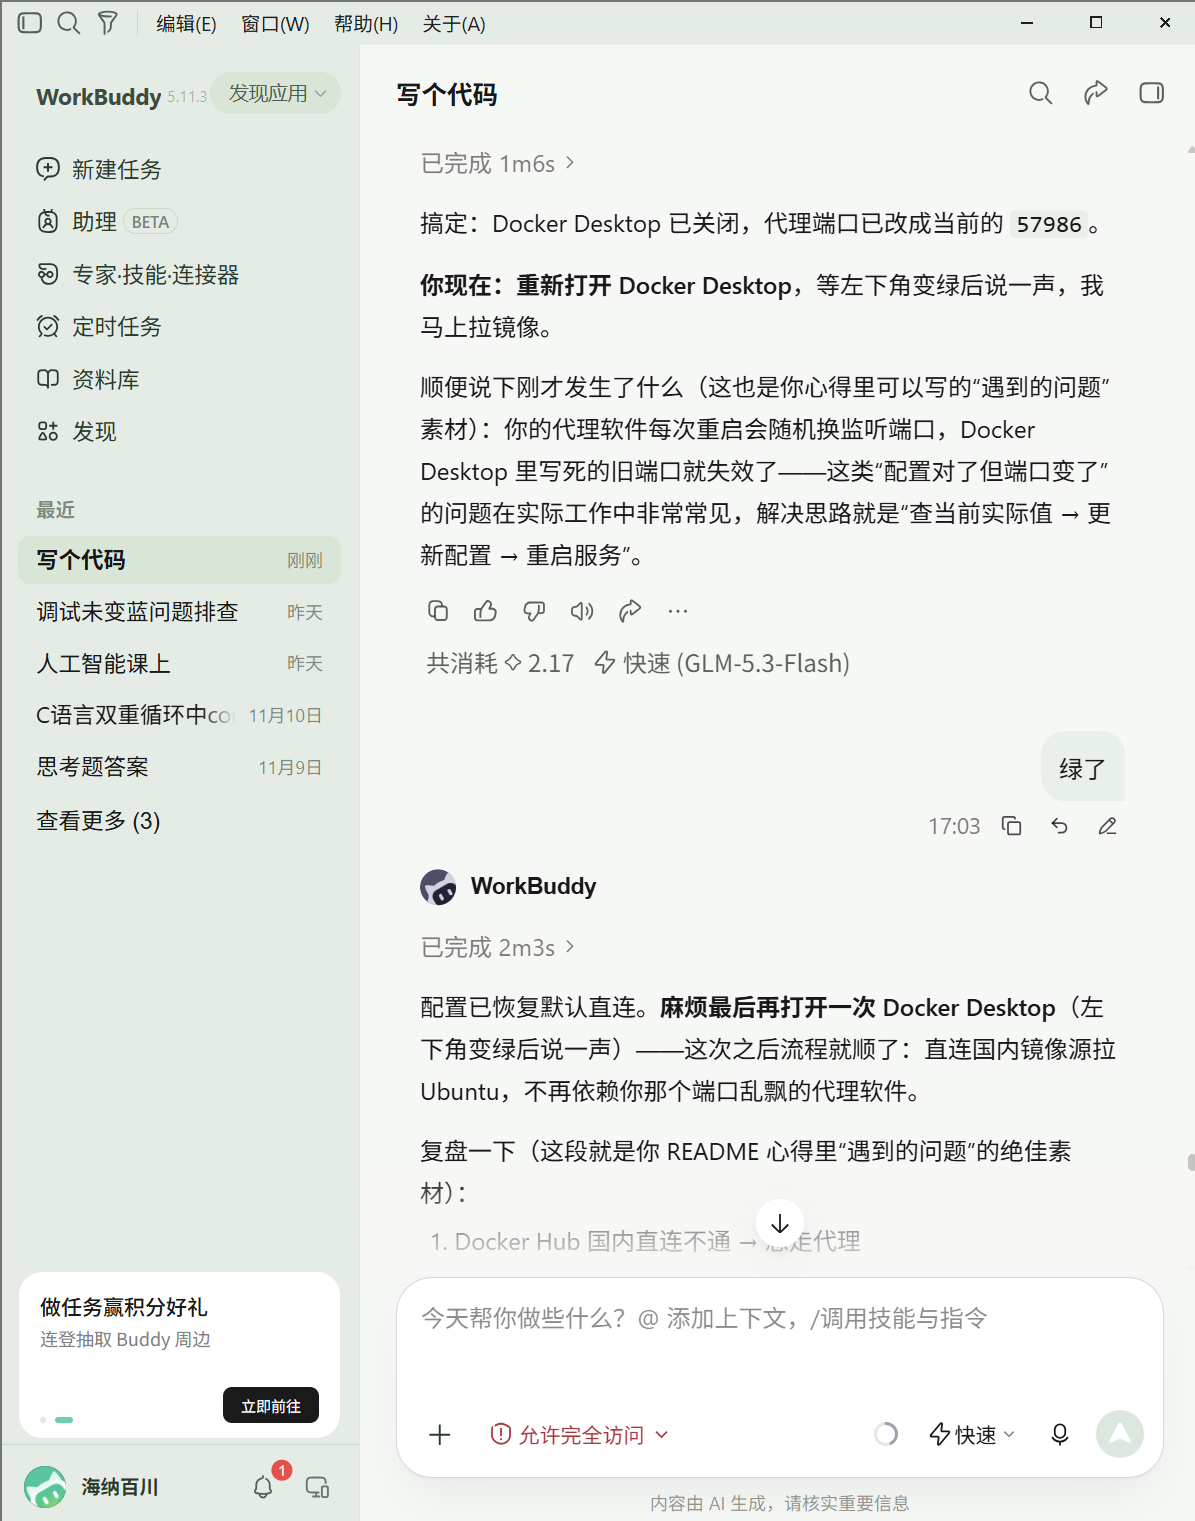 编辑(E) 窗口(W) 帮助(H) 关于(A)
WorkBuddy 5.11.3 发现应用
新建任务
助理 BETA
专家·技能·连接器
定时任务
资料库
发现
最近
写个代码 刚刚
调试未变蓝问题排查 昨天
人工智能课上 昨天
C语言双重循环中co 11月10日
思考题答案 11月9日
查看更多 (3)
做任务赢积分好礼
连登抽取 Buddy 周边
立即前往
海纳百川 1
写个代码
已完成 1m6s
搞定：Docker Desktop 已关闭，代理端口已改成当前的 57986。
你现在：重新打开 Docker Desktop，等左下角变绿后说一声，我
马上拉镜像。
顺便说下刚才发生了什么（这也是你心得里可以写的“遇到的问题”
素材）：你的代理软件每次重启会随机换监听端口，Docker
Desktop 里写死的旧端口就失效了——这类“配置对了但端口变了”
的问题在实际工作中非常常见，解决思路就是“查当前实际值 → 更
新配置 → 重启服务”。
共消耗 2.17 快速 (GLM-5.3-Flash)
绿了
17:03
WorkBuddy
已完成 2m3s
配置已恢复默认直连。麻烦最后再打开一次 Docker Desktop（左
下角变绿后说一声）——这次之后流程就顺了：直连国内镜像源拉
Ubuntu，不再依赖你那个端口乱飘的代理软件。
复盘一下（这段就是你 README 心得里“遇到的问题”的绝佳素
材）：
1. Docker Hub 国内直连不通 → 走代理
今天帮你做些什么？@ 添加上下文，/调用技能与指令
允许完全访问 快速
内容由 AI 生成，请核实重要信息